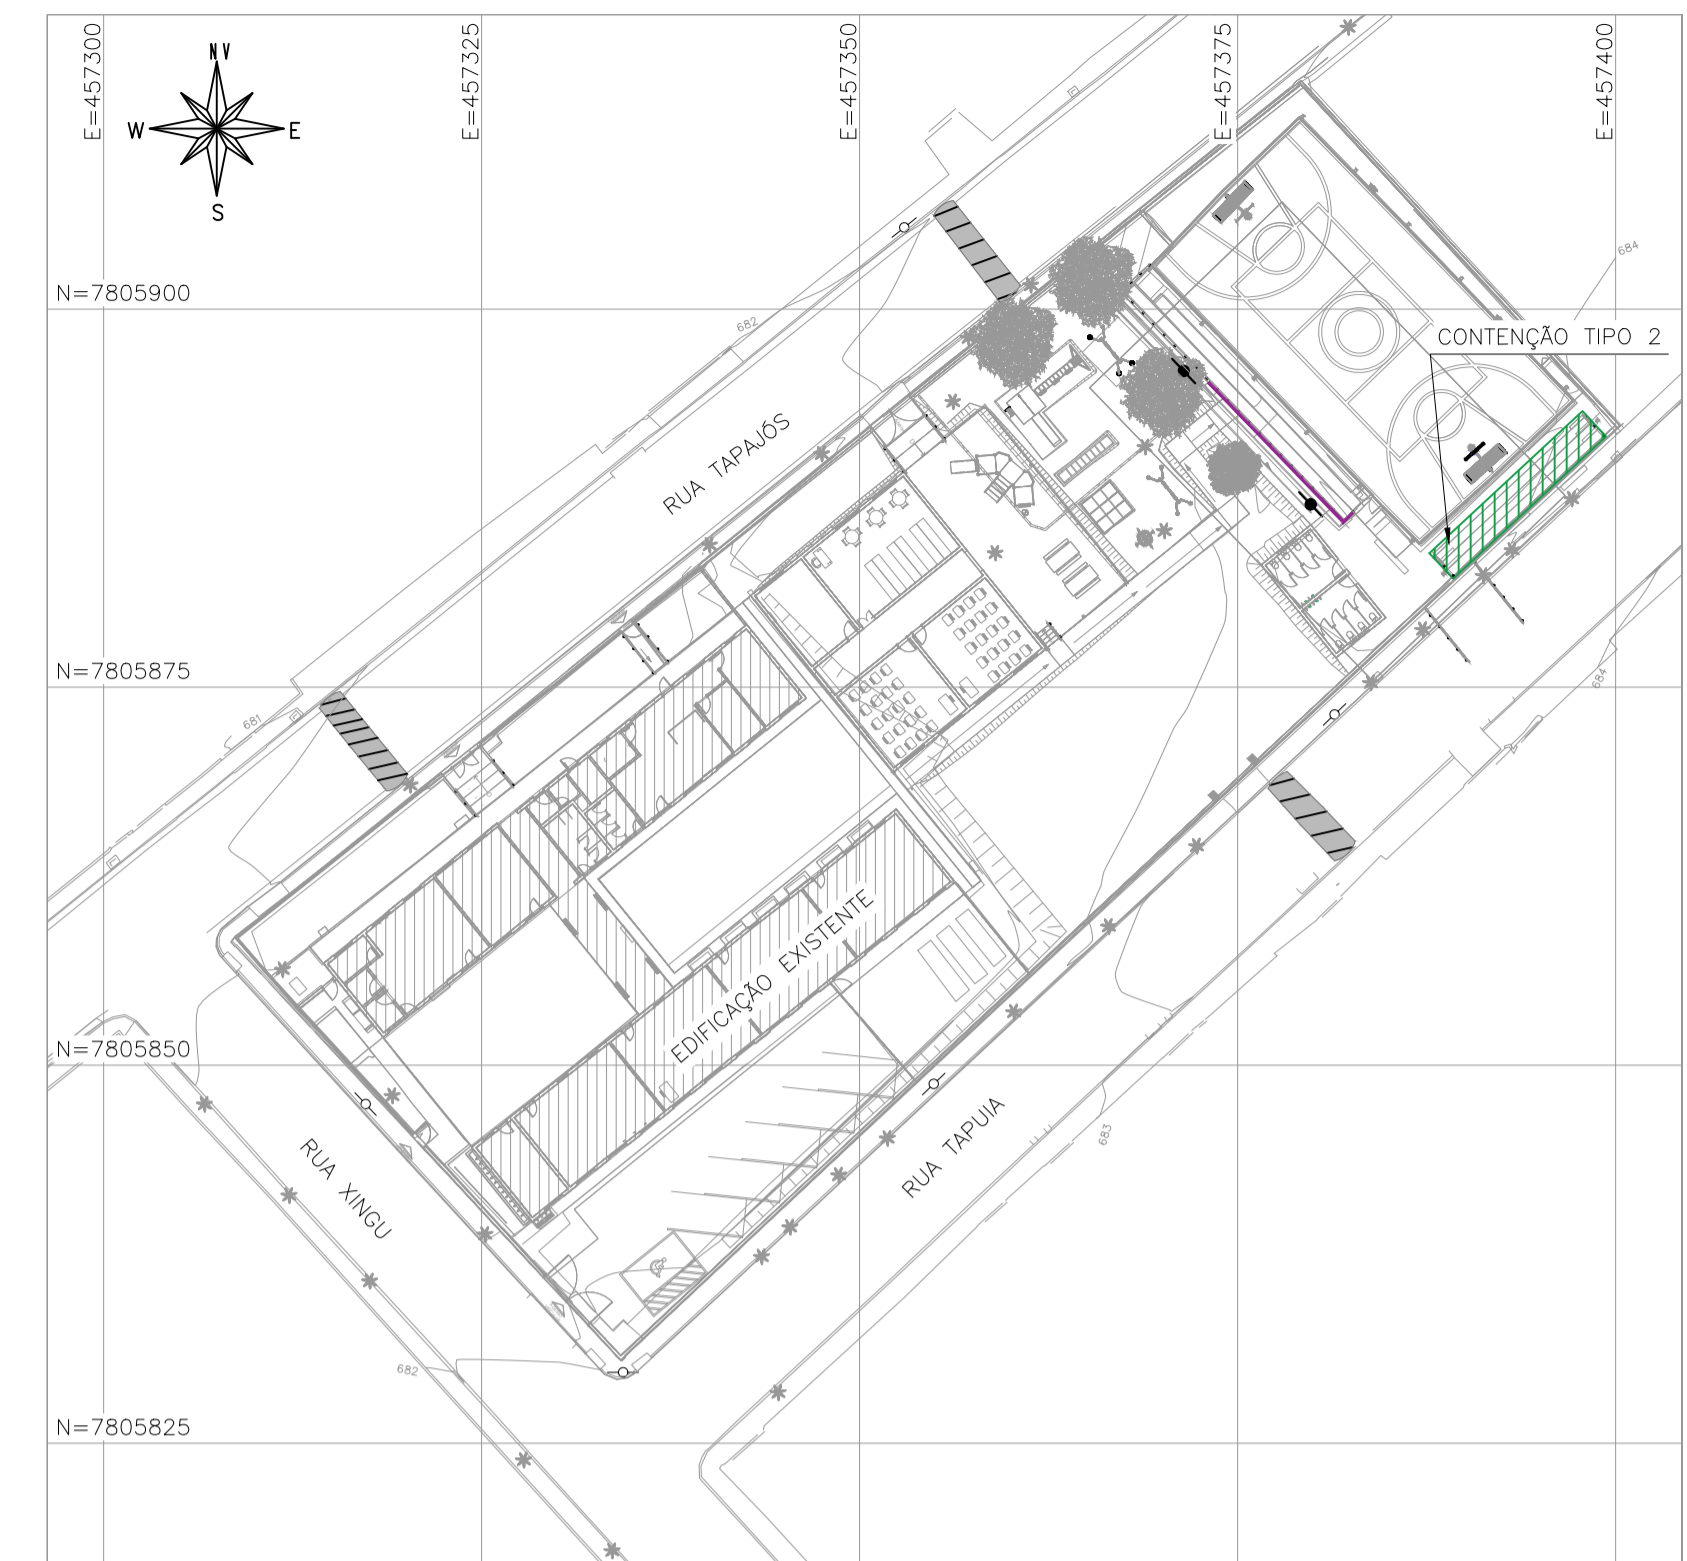 E=457300
E=457325
E=457350
E=457375
E=457400
NV
W
E
S
684
N=7805900
682
CONTENÇÃO TIPO 2
RUA TAPAJÓS
N=7805875
681
684
EDIFICAÇÃO EXISTENTE
N=7805850
RUA TAPUIA
683
RUA XINGU
682
N=7805825